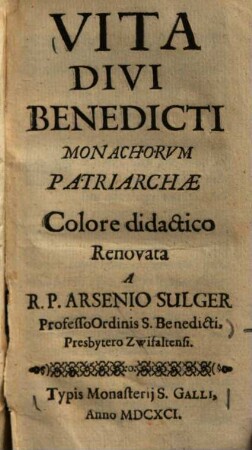 VITA
DIVI
BENEDICTI
MONACHORVM
PATRIARCHÆ
Colore didactico
Renovata
A
R. P. ARSENIO SULGER
Professo Ordinis S. Benedicti,
Presbytero Zwifaltensi.
Typis Monasterij S. GALLI,
Anno MDCXCI.